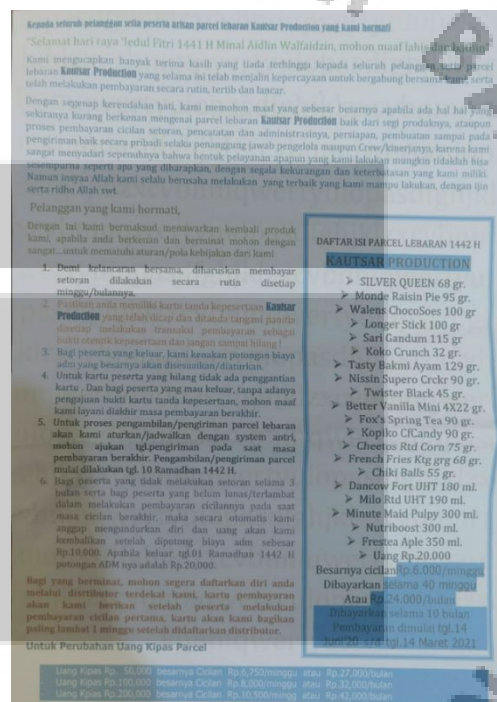 Kepada seluruh pelanggan setia peserta arisan parcel lebaran Kautsar Production yang kami hormati
"Selamat hari raya 'Iedul Fitri 1441 H Minal Aidlin Walfaidzin, mohon maaf lahir dan bathin"
Kami mengucapkan banyak terima kasih yang tiada terhingga kepada seluruh pelanggan parcel
lebaran Kautsar Production yang selama ini telah menjalin kepercayaan untuk bergabung bersama kami serta
telah melakukan pembayaran secara rutin, tertib dan lancar.
Dengan segenap kerendahan hati, kami memohon maaf yang sebesar besarnya apabila ada hal hal yang
sekiranya kurang berkenan mengenai parcel lebaran Kautsar Production baik dari segi produknya, ataupun
proses pembayaran cicilan setoran, pencatatan dan administrasinya, persiapan, pembuatan sampai pada
pengiriman baik secara pribadi selaku penanggung jawab pengelola maupun Crew/kinerjanya, karena kami
sangat menyadari sepenuhnya bahwa bentuk pelayanan apapun yang kami lakukan mungkin tidaklah bisa
sesempurna seperti apa yang diharapkan, dengan segala kekurangan dan keterbatasan yang kami miliki.
Namun insyaa Allah kami selalu berusaha melakukan yang terbaik yang kami mampu lakukan, dengan ijin
serta ridho Allah swt.
Pelanggan yang kami hormati,
Dengan ini kami bermaksud menawarkan kembali produk
kami, apabila anda berkenan dan berminat mohon dengan
sangat...untuk mematuhi aturan/pola kebijakan dari kami
1. Demi kelancaran bersama, diharuskan membayar
setoran dilakukan secara rutin disetiap
minggu/bulannya.
2. Pastikan anda memiliki kartu tanda kepesertaan Kautsar
Production yang telah dicap dan ditanda tangani panitia
disetiap melakukan transaksi pembayaran sebagai
buku otentik kepesertaan dan jangan sampai hilang !
3. Bagi peserta yang keluar, kami kenakan potongan biaya
adm yang besarnya akan disesuaikan/diaturkan.
4. Untuk kartu peserta yang hilang tidak ada penggantian
kartu . Dan bagi peserta yang mau keluar, tanpa adanya
pengajuan bukti kartu tanda kepesertaan, mohon maaf
kami layani diakhir masa pembayaran berakhir.
5. Untuk proses pengambilan/pengiriman parcel lebaran
akan kami aturkan/jadwalkan dengan system antri,
mohon ajukan tgl.pengiriman pada saat masa
pembayaran berakhir. Pengambilan/pengiriman parcel
mulai dilakukan tgl. 10 Ramadhan 1442 H.
6. Bagi peserta yang tidak melakukan setoran selama 3
bulan serta bagi peserta yang belum lunas/terlambat
dalam melakukan pembayaran cicilannya pada saat
masa cicilan berakhir, maka secara otomatis kami
anggap mengundurkan diri dan uang akan kami
kembalikan setelah dipotong biaya adm sebesar
Rp.10.000. Apabila keluar tgl.01 Ramadhan 1442 H
potongan ADM nya adalah Rp.20.000.
Bagi yang berminat, mohon segera daftarkan diri anda
melalui distributor terdekat kami, kartu pembayaran
akan kami berikan setelah peserta melakukan
pembayaran cicilan pertama, kartu akan kami bagikan
paling lambat 1 minggu setelah didaftarkan distributor.
Untuk Perubahan Uang Kipas Parcel
DAFTAR ISI PARCEL LEBARAN 1442 H
KAUTSAR PRODUCTION
➢ SILVER QUEEN 68 gr.
➢ Monde Raisin Pie 95 gr.
➢ Walens ChocoSoes 100 gr
➢ Longer Stick 100 gr
➢ Sari Gandum 115 gr
➢ Koko Crunch 32 gr.
➢ Tasty Bakmi Ayam 129 gr.
➢ Nissin Supero Crckr 90 gr.
➢ Twister Black 45 gr.
➢ Better Vanilla Mini 4X22 gr.
➢ Fox's Spring Tea 90 gr.
➢ Kopiko CfCandy 90 gr.
➢ Cheetos Rtd Corn 75 gr.
➢ French Fries Ktg grg 68 gr.
➢ Chiki Balls 55 gr.
➢ Dancow Fort UHT 180 ml.
➢ Milo Rtd UHT 190 ml.
➢ Minute Maid Pulpy 300 ml.
➢ Nutriboost 300 ml.
➢ Frestea Aple 350 ml.
➢ Uang Rp.20.000
Besarnya cicilan Rp.6.000/minggu
Dibayarkan selama 40 minggu
Atau Rp.24.000/bulan
Dibayarkan selama 10 bulan
Pembayaran dimulai tgl.14
Juni'20 s/d tgl.14 Maret 2021
Uang Kipas Rp. 50,000 besarnya Cicilan Rp.6,750/minggu atau Rp.27,000/bulan
Uang Kipas Rp.100,000 besarnya Cicilan Rp.8,000/minggu atau Rp.32,000/bulan
Uang Kpias Rp.200,000 besarnya Cicilan Rp.10,500/minggu atau Rp.42,000/bulan